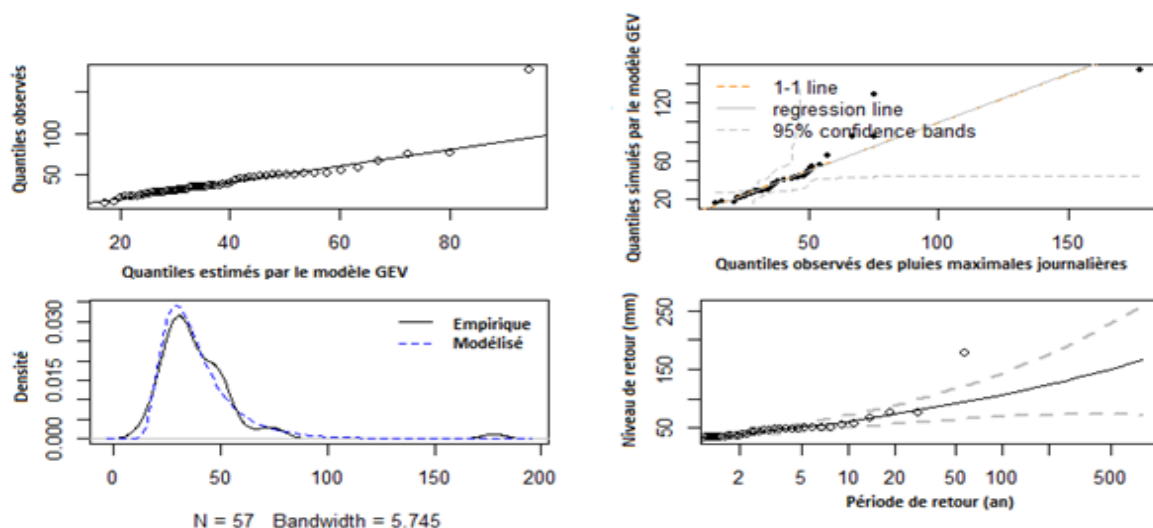 Quantiles observés
100
50
20
40
60
80
Quantiles estimés par le modèle GEV
Quantiles simulés par le modèle GEV
120
60
20
1-1 line
regression line
95% confidence bands
50
100
150
Quantiles observés des pluies maximales journalières
Densité
0.030
0.015
0.000
Empirique
Modélisé
0
50
100
150
200
N = 57 Bandwidth = 5.745
Niveau de retour (mm)
250
150
50
2
5
10
20
50
100
500
Période de retour (an)